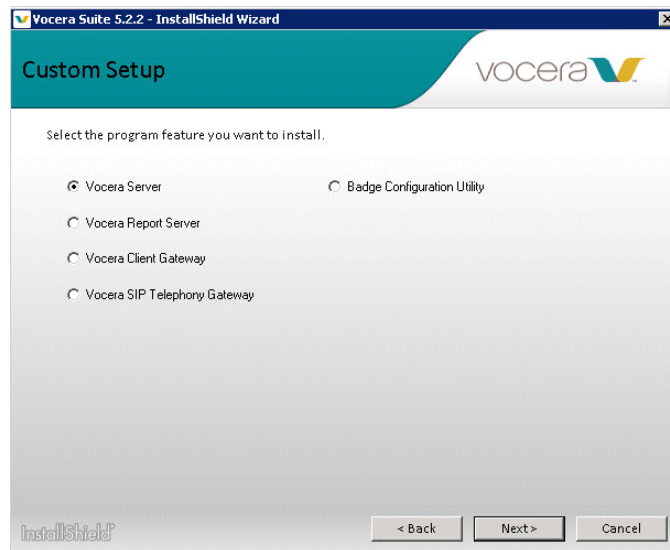 Vocera Suite 5.2.2 - InstallShield Wizard
Custom Setup
vocera
Select the program feature you want to install.
Vocera Server
Badge Configuration Utility
Vocera Report Server
Vocera Client Gateway
Vocera SIP Telephony Gateway
InstallShield
< Back
Next >
Cancel